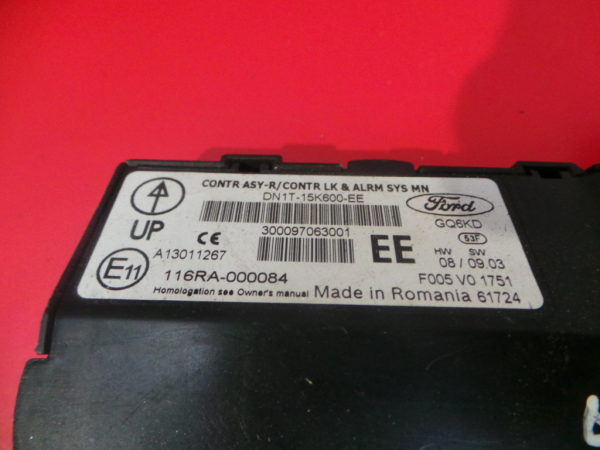 CONTR ASY-R/CONTR LK & ALRM SYS MN
DN1T-15K600-EE
Ford
GQ6KD
UP
CE
300097063001
EE
53F
HW SW
08 / 09.03
A13011267
E11
116RA-000084
F005 V0 1751
Homologation see Owner's manual
Made in Romania 61724